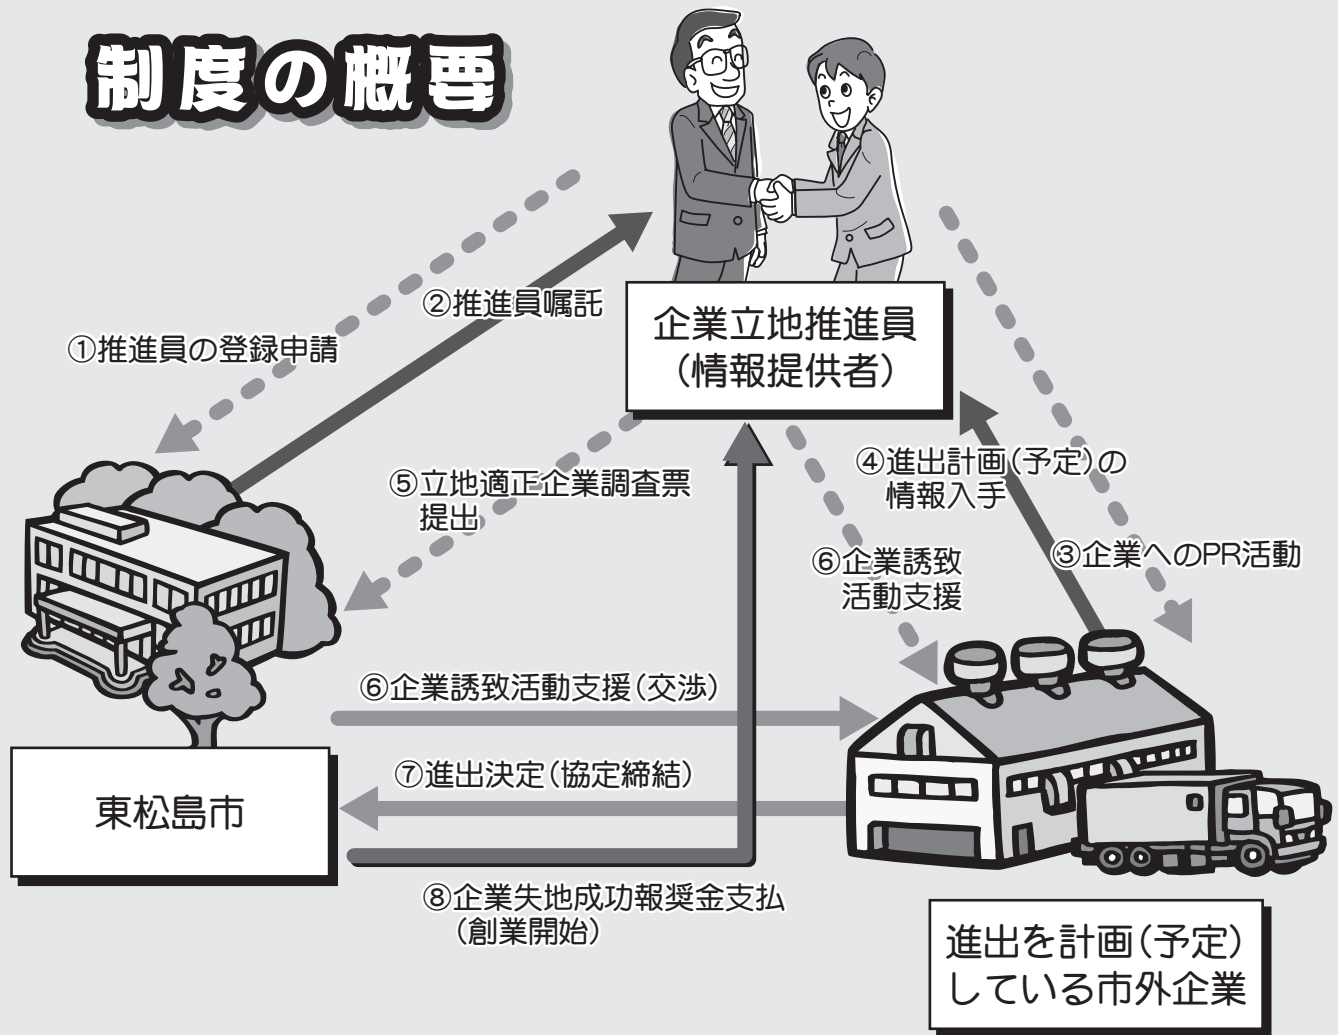 制度の概要
①推進員の登録申請
②推進員嘱託
企業立地推進員
（情報提供者）
④進出計画（予定）の
情報入手
③企業へのPR活動
⑤立地適正企業調査票
提出
⑥企業誘致
活動支援
⑥企業誘致活動支援（交渉）
⑦進出決定（協定締結）
東松島市
⑧企業失地成功報奨金支払
（創業開始）
進出を計画（予定）
している市外企業